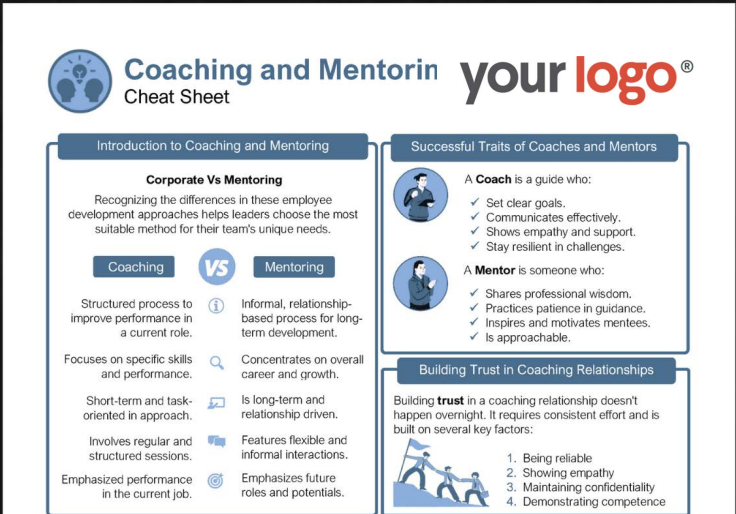 Coaching and Mentorin
Cheat Sheet
your logo®
Introduction to Coaching and Mentoring
Corporate Vs Mentoring
Recognizing the differences in these employee
development approaches helps leaders choose the most
suitable method for their team's unique needs.
Coaching
VS
Mentoring
Structured process to
improve performance in
a current role.
Informal, relationship-
based process for long-
term development.
Focuses on specific skills
and performance.
Concentrates on overall
career and growth.
Short-term and task-
oriented in approach.
Is long-term and
relationship driven.
Involves regular and
structured sessions.
Features flexible and
informal interactions.
Emphasized performance
in the current job.
Emphasizes future
roles and potentials.
Successful Traits of Coaches and Mentors
A Coach is a guide who:
✓ Set clear goals.
✓ Communicates effectively.
✓ Shows empathy and support.
✓ Stay resilient in challenges.
A Mentor is someone who:
✓ Shares professional wisdom.
✓ Practices patience in guidance.
✓ Inspires and motivates mentees.
✓ Is approachable.
Building Trust in Coaching Relationships
Building trust in a coaching relationship doesn't
happen overnight. It requires consistent effort and is
built on several key factors:
1. Being reliable
2. Showing empathy
3. Maintaining confidentiality
4. Demonstrating competence